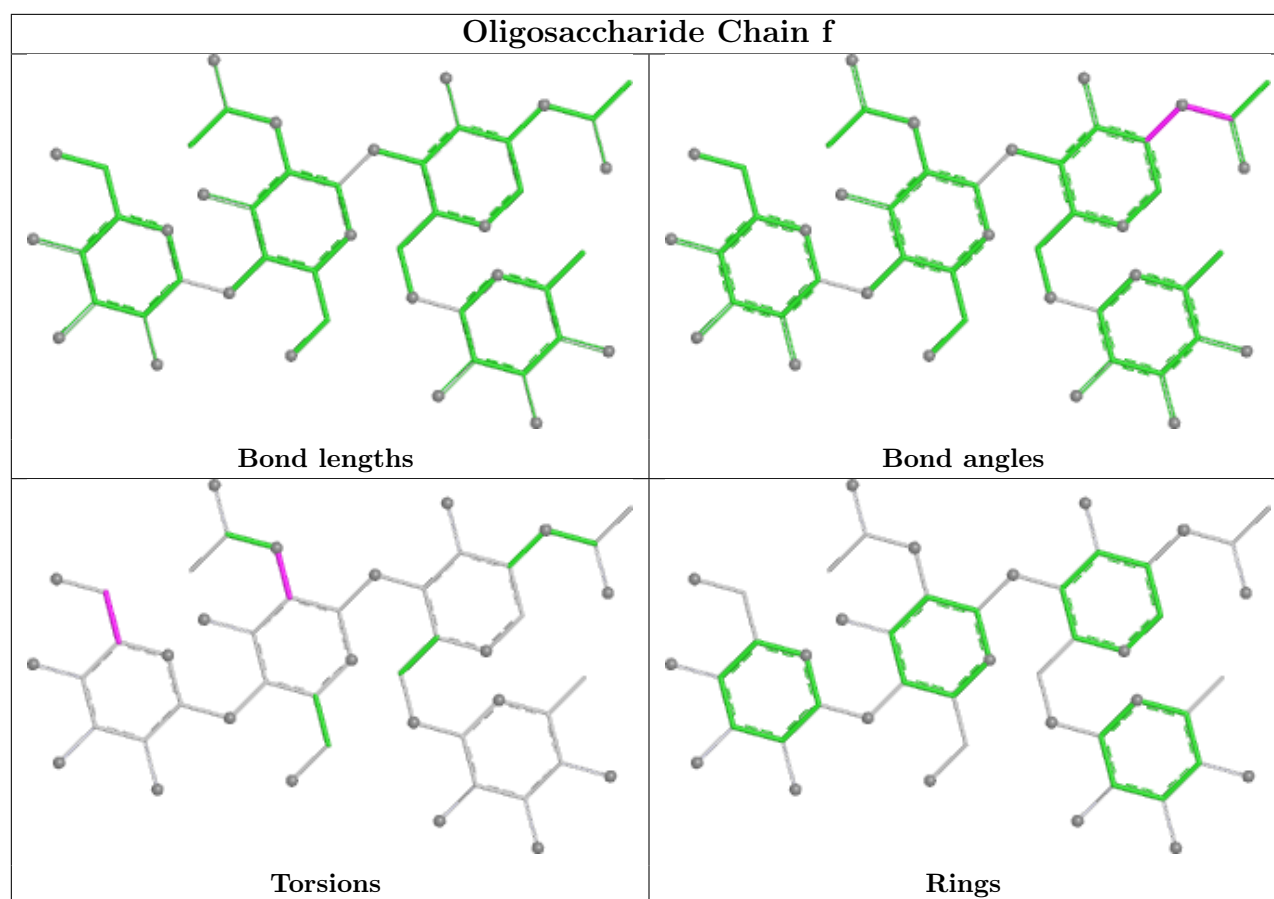 Oligosaccharide Chain f
Bond lengths
Bond angles
Torsions
Rings